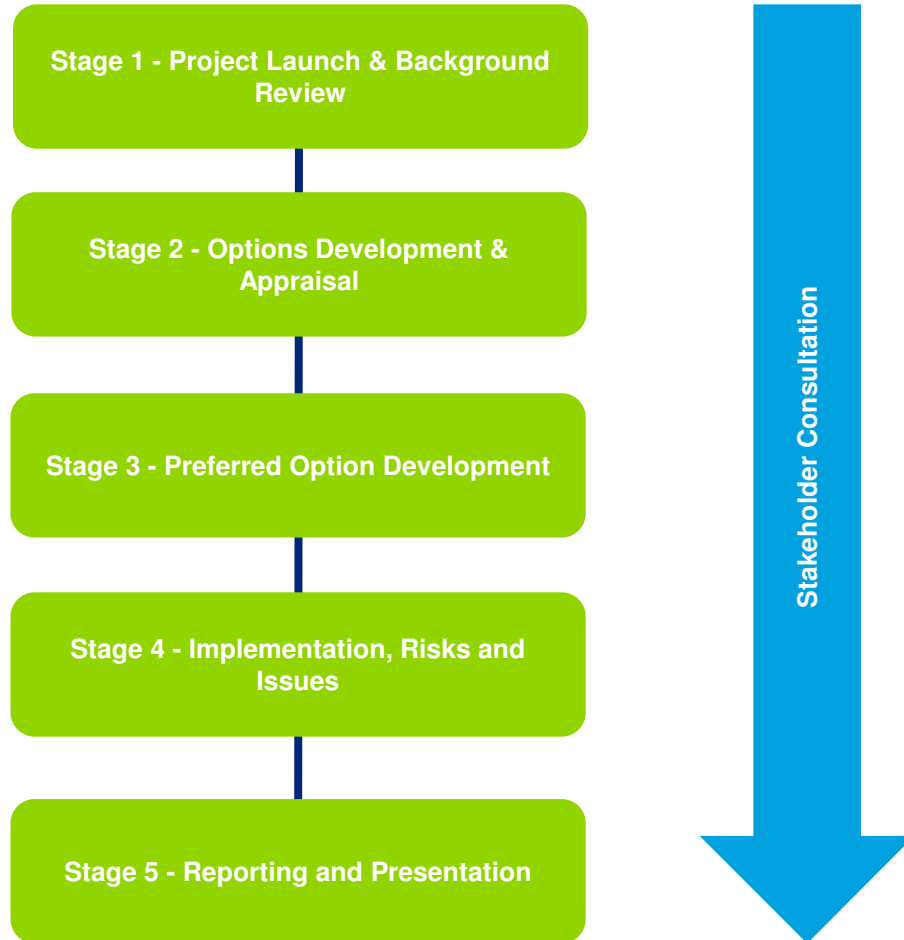 Stage 1 - Project Launch & Background
Review
Stage 2 - Options Development &
Appraisal
Stage 3 - Preferred Option Development
Stage 4 - Implementation, Risks and
Issues
Stage 5 - Reporting and Presentation
Stakeholder Consultation